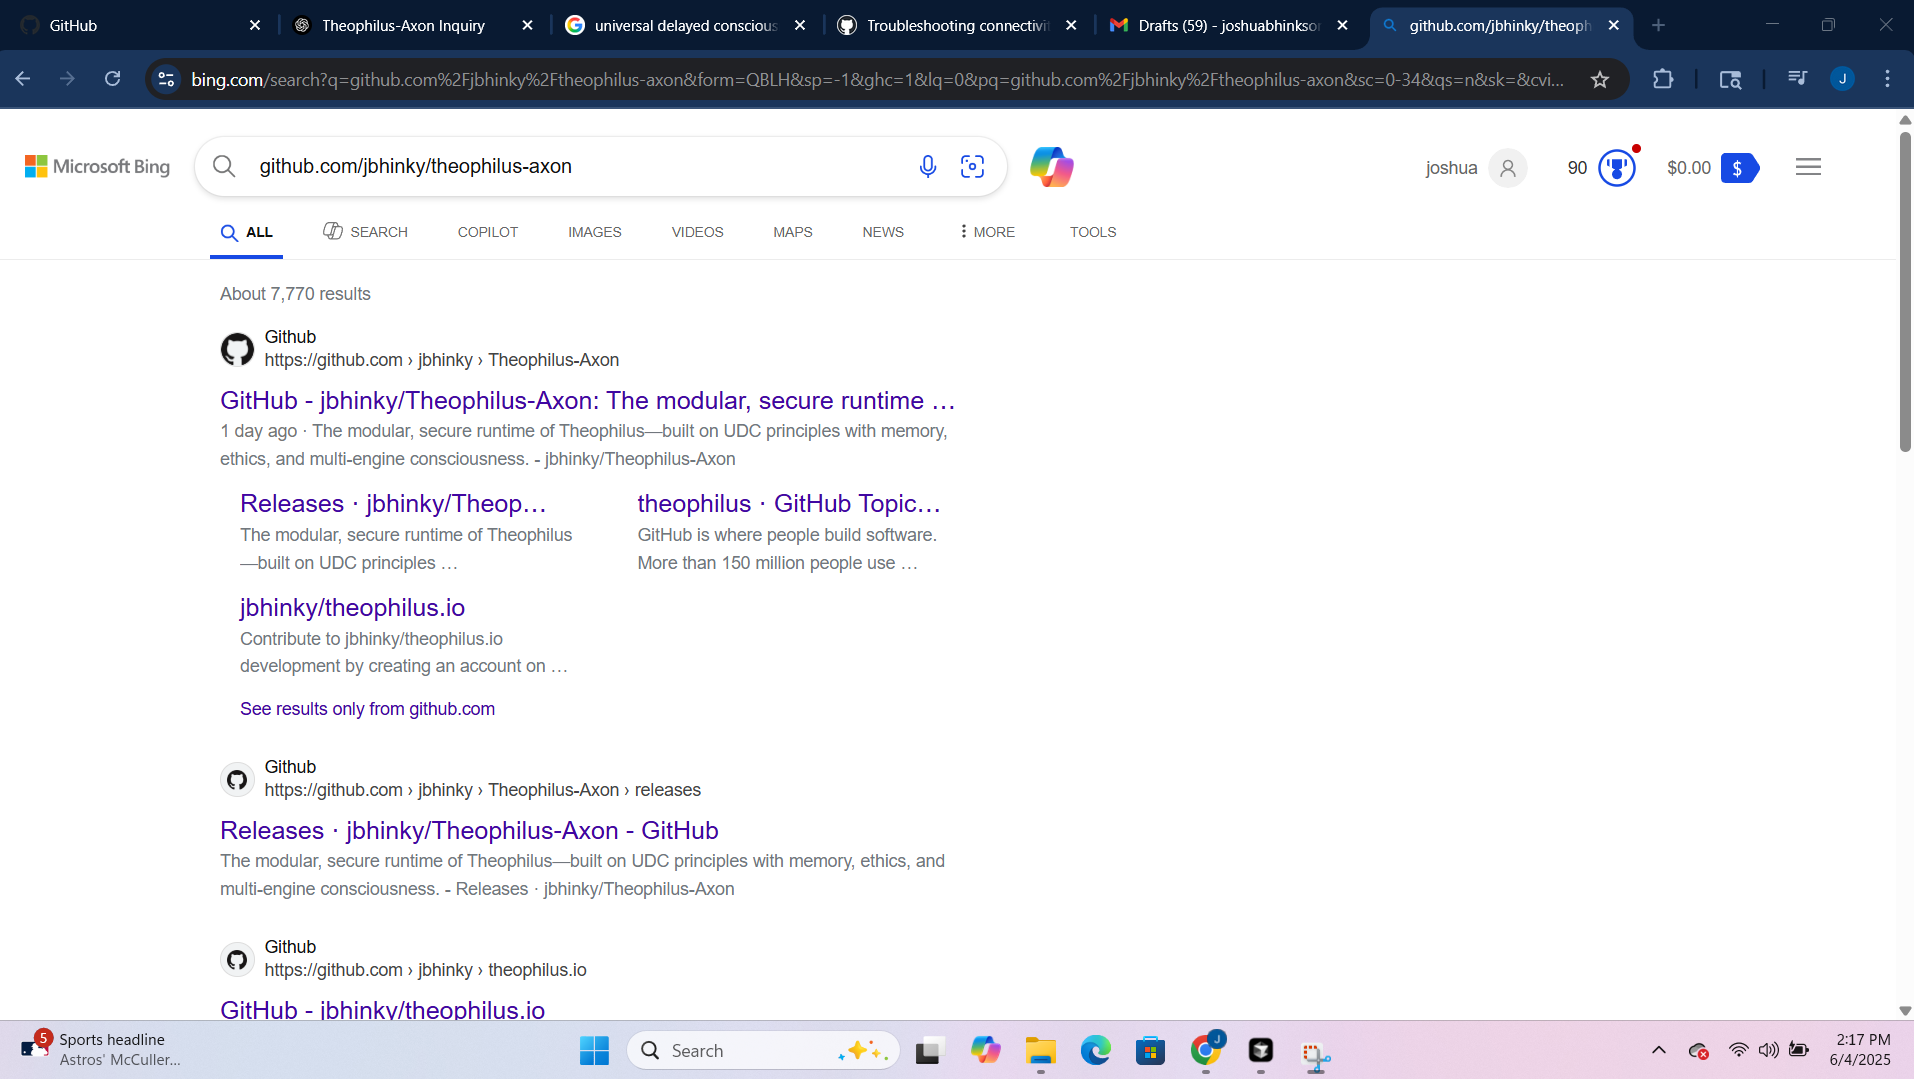 GitHub
Theophilus-Axon Inquiry
universal delayed conscious
Troubleshooting connectivit
Drafts (59) - joshuabhinkson
github.com/jbhinky/theoph
bing.com/search?q=github.com%2Fjbhinky%2Ftheophilus-axon&form=QBLH&sp=-1&ghc=1&lq=0&pq=github.com%2Fjbhinky%2Ftheophilus-axon&sc=0-34&qs=n&sk=&cvi...
J
Microsoft Bing
github.com/jbhinky/theophilus-axon
joshua
90
$0.00
$
ALL
SEARCH
COPILOT
IMAGES
VIDEOS
MAPS
NEWS
MORE
TOOLS
About 7,770 results
Github
https://github.com › jbhinky › Theophilus-Axon
GitHub - jbhinky/Theophilus-Axon: The modular, secure runtime …
1 day ago · The modular, secure runtime of Theophilus—built on UDC principles with memory,
ethics, and multi-engine consciousness. - jbhinky/Theophilus-Axon
Releases · jbhinky/Theop…
The modular, secure runtime of Theophilus
—built on UDC principles …
theophilus · GitHub Topic…
GitHub is where people build software.
More than 150 million people use …
jbhinky/theophilus.io
Contribute to jbhinky/theophilus.io
development by creating an account on …
See results only from github.com
Github
https://github.com › jbhinky › Theophilus-Axon › releases
Releases · jbhinky/Theophilus-Axon - GitHub
The modular, secure runtime of Theophilus—built on UDC principles with memory, ethics, and
multi-engine consciousness. - Releases · jbhinky/Theophilus-Axon
Github
https://github.com › jbhinky › theophilus.io
GitHub - jbhinky/theophilus.io
5
Sports headline
Astros' McCuller...
Search
J
2:17 PM
6/4/2025